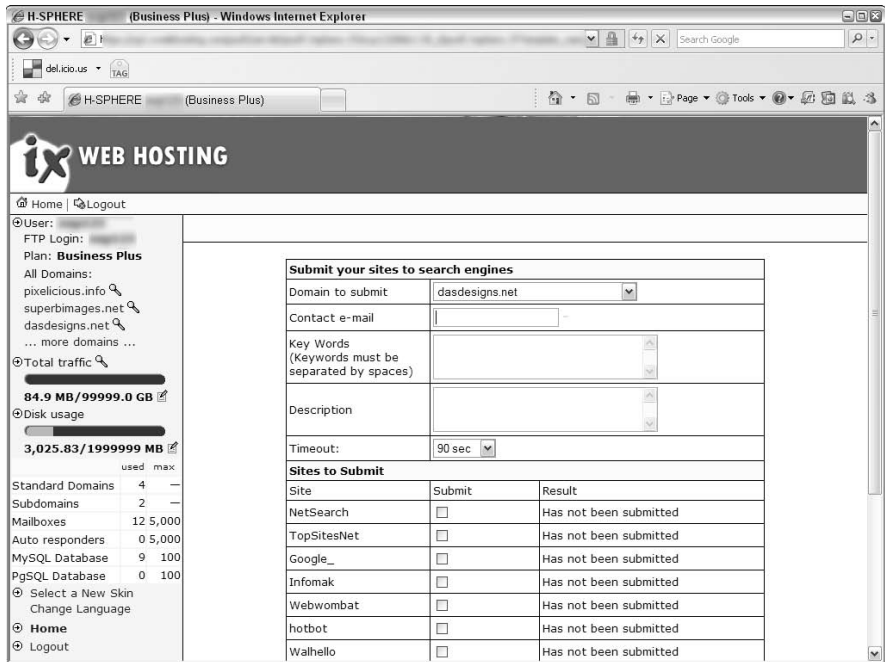 H-SPHERE (Business Plus) - Windows Internet Explorer
Search Google
del.icio.us
TAG
H-SPHERE (Business Plus)
Page Tools
ix WEB HOSTING
Home | Logout
User:
FTP Login:
Plan: Business Plus
All Domains:
pixelicious.info
superbimages.net
dasdesigns.net
... more domains ...
Total traffic
84.9 MB/99999.0 GB
Disk usage
3,025.83/1999999 MB
used max
Standard Domains 4 —
Subdomains 2 —
Mailboxes 12 5,000
Auto responders 0 5,000
MySQL Database 9 100
PgSQL Database 0 100
Select a New Skin
Change Language
Home
Logout
Submit your sites to search engines
Domain to submit dasdesigns.net
Contact e-mail
Key Words
(Keywords must be
separated by spaces)
Description
Timeout: 90 sec
Sites to Submit
Site Submit Result
NetSearch Has not been submitted
TopSitesNet Has not been submitted
Google_ Has not been submitted
Infomak Has not been submitted
Webwombat Has not been submitted
hotbot Has not been submitted
Walhello Has not been submitted